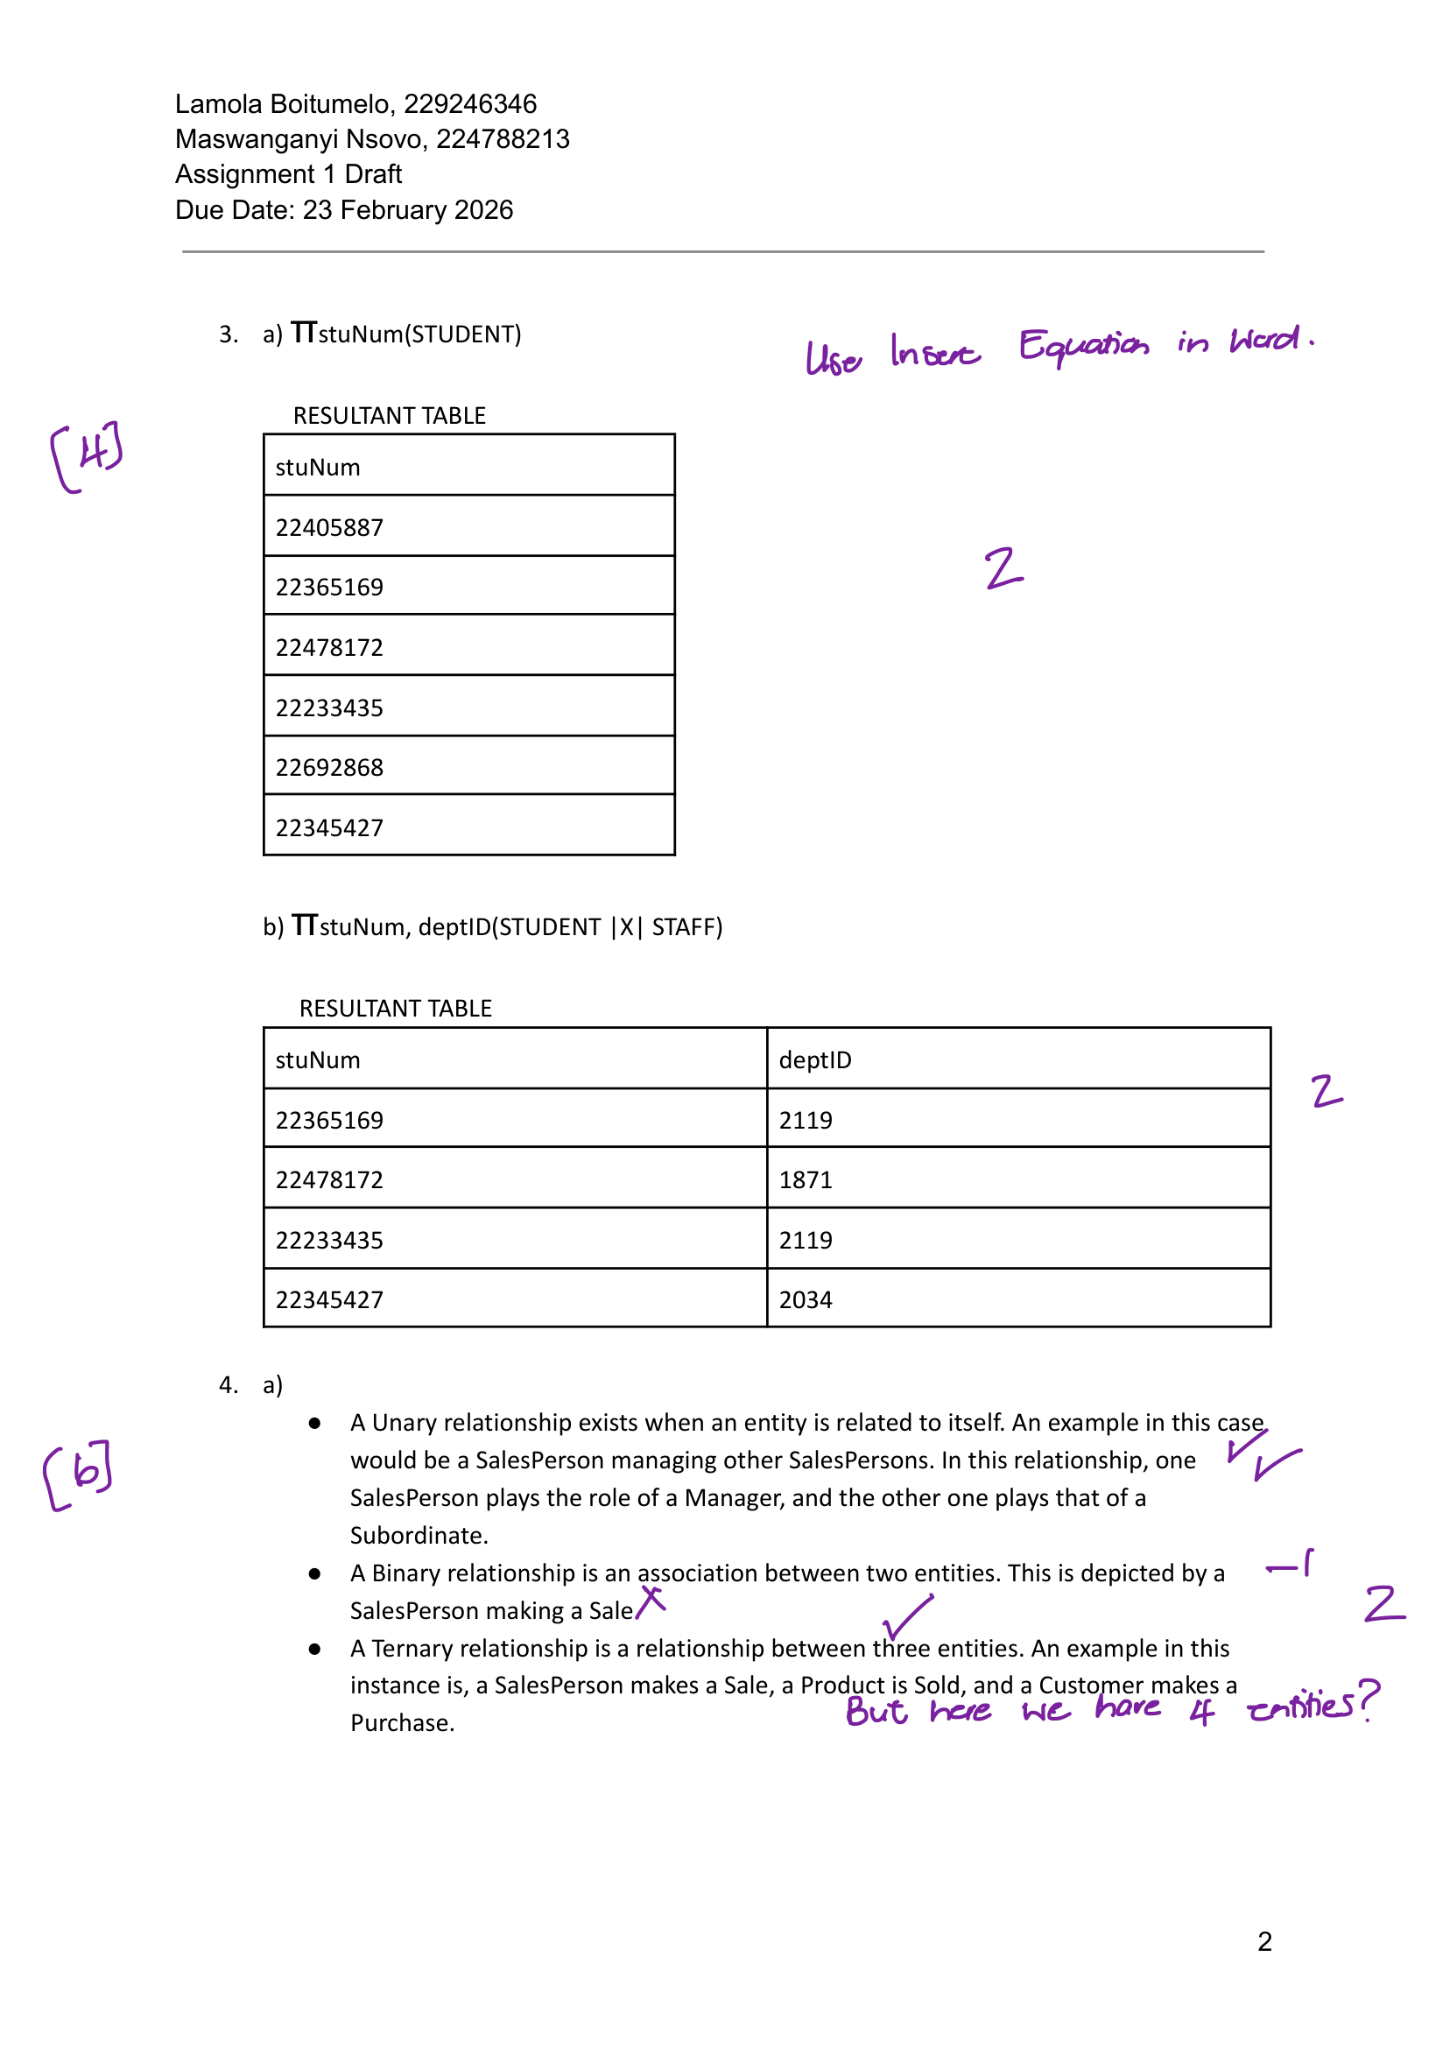 Lamola Boitumelo, 229246346
Maswanganyi Nsovo, 224788213
Assignment 1 Draft
Due Date: 23 February 2026
3. a) πstuNum(STUDENT)
Use Insert Equation in Word.
RESULTANT TABLE
[4]
stuNum
22405887
22365169
2
22478172
22233435
22692868
22345427
b) πstuNum, deptID(STUDENT |X| STAFF)
RESULTANT TABLE
stuNum deptID
2
22365169 2119
22478172 1871
22233435 2119
22345427 2034
4. a)
● A Unary relationship exists when an entity is related to itself. An example in this case
would be a SalesPerson managing other SalesPersons. In this relationship, one ✓✓
[6]
SalesPerson plays the role of a Manager, and the other one plays that of a
Subordinate.
● A Binary relationship is an association between two entities. This is depicted by a −1
SalesPerson making a Sale ✗ ✓ 2
● A Ternary relationship is a relationship between three entities. An example in this
instance is, a SalesPerson makes a Sale, a Product is Sold, and a Customer makes a
Purchase.
But here we have 4 entities?
2